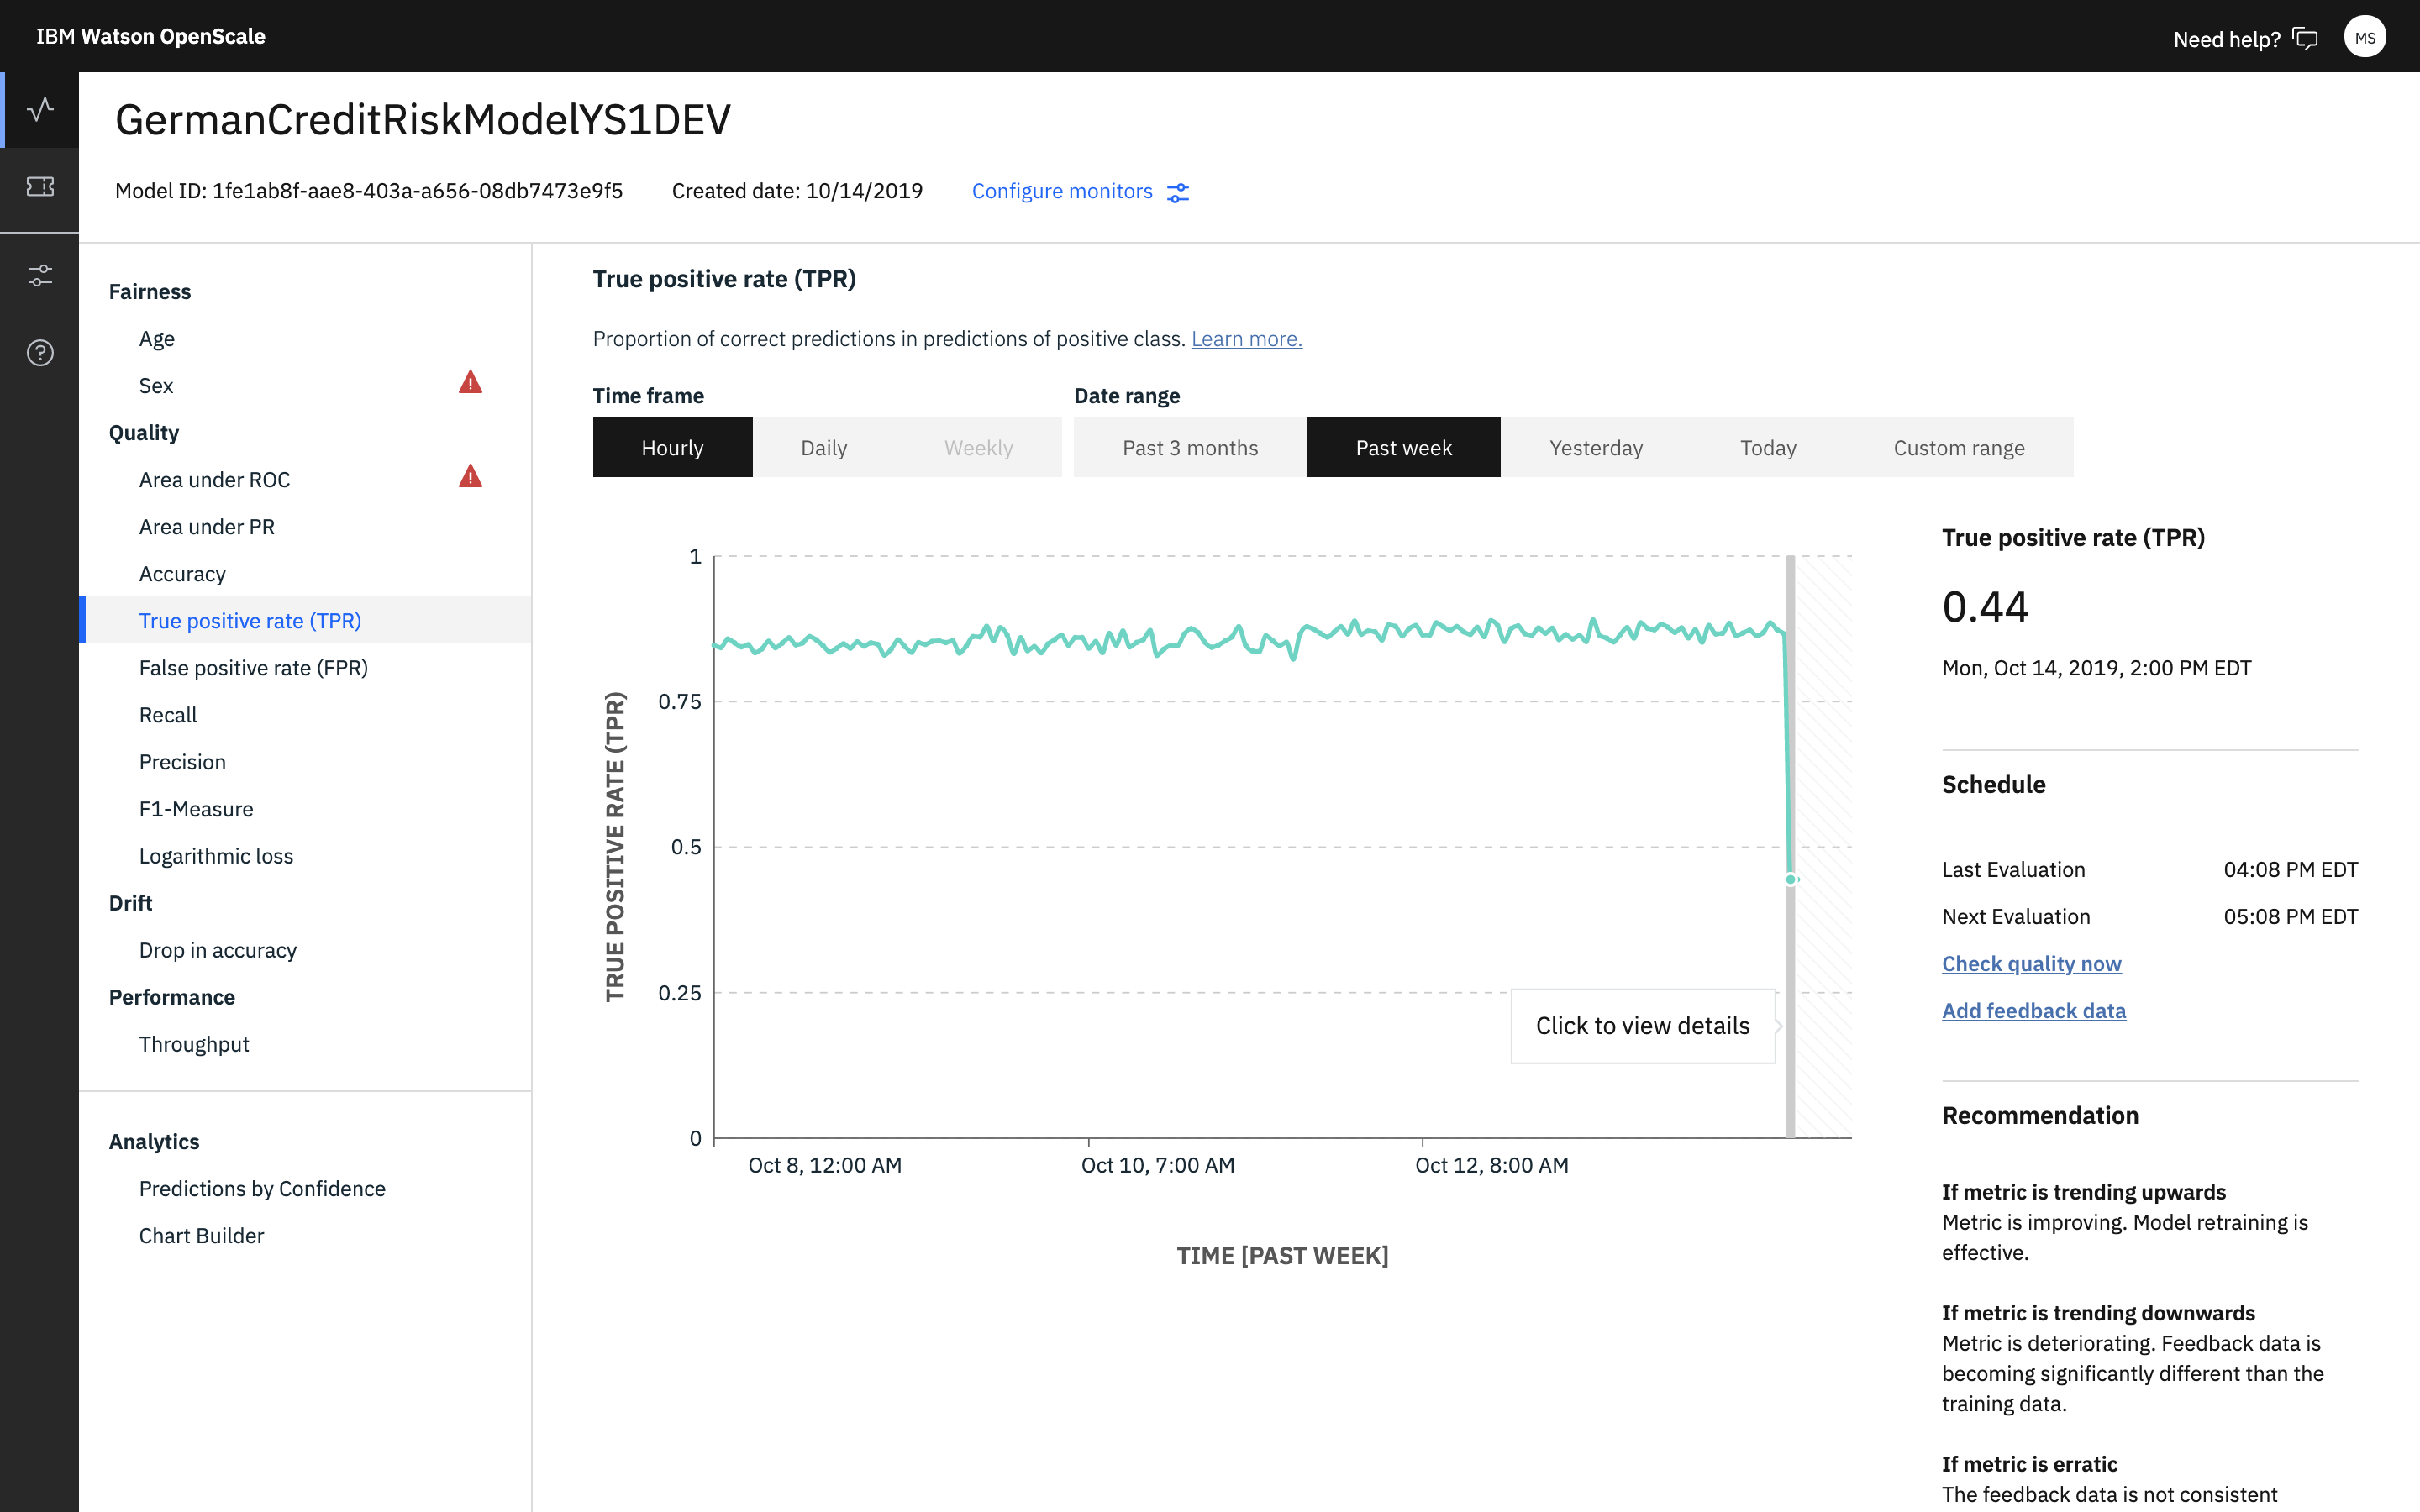 IBM Watson OpenScale
Need help?
MS
GermanCreditRiskModelYS1DEV
Model ID: 1fe1ab8f-aae8-403a-a656-08db7473e9f5
Created date: 10/14/2019
Configure monitors
Fairness
Age
Sex
Quality
Area under ROC
Area under PR
Accuracy
True positive rate (TPR)
False positive rate (FPR)
Recall
Precision
F1-Measure
Logarithmic loss
Drift
Drop in accuracy
Performance
Throughput
Analytics
Predictions by Confidence
Chart Builder
True positive rate (TPR)
Proportion of correct predictions in predictions of positive class. Learn more.
Time frame
Hourly
Daily
Weekly
Date range
Past 3 months
Past week
Yesterday
Today
Custom range
TRUE POSITIVE RATE (TPR)
1
0.75
0.5
0.25
0
Click to view details
Oct 8, 12:00 AM
Oct 10, 7:00 AM
Oct 12, 8:00 AM
TIME [PAST WEEK]
True positive rate (TPR)
0.44
Mon, Oct 14, 2019, 2:00 PM EDT
Schedule
Last Evaluation 04:08 PM EDT
Next Evaluation 05:08 PM EDT
Check quality now
Add feedback data
Recommendation
If metric is trending upwards
Metric is improving. Model retraining is
effective.
If metric is trending downwards
Metric is deteriorating. Feedback data is
becoming significantly different than the
training data.
If metric is erratic
The feedback data is not consistent